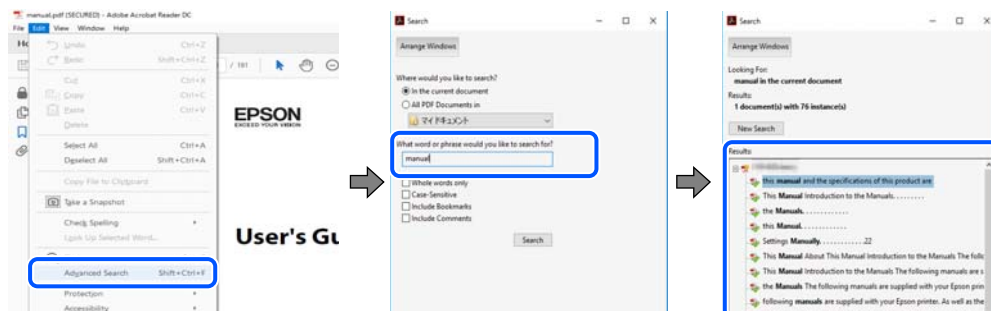 manual.pdf (SECURED) - Adobe Acrobat Reader DC
File Edit View Window Help
Undo Ctrl+Z
Redo Shift+Ctrl+Z
Cut Ctrl+X
Copy Ctrl+C
Paste Ctrl+V
Delete
Select All Ctrl+A
Deselect All Shift+Ctrl+A
Copy File to Clipboard
Take a Snapshot
Check Spelling
Look Up Selected Word...
Advanced Search Shift+Ctrl+F
Protection
Accessibility
/ 181
EPSON
EXCEED YOUR VISION
User's Gu
Search
Arrange Windows
Where would you like to search?
In the current document
All PDF Documents in
マイ ドキュメント
What word or phrase would you like to search for?
manual
Whole words only
Case-Sensitive
Include Bookmarks
Include Comments
Search
Search
Arrange Windows
Looking For:
manual in the current document
Results:
1 document(s) with 76 instance(s)
New Search
Results:
this manual and the specifications of this product are
This Manual Introduction to the Manuals. . . . . . . .
the Manuals. . . . . . . . . . . .
this Manual. . . . . . . . . . . .
Settings Manually. . . . . . . . . . . .22
This Manual About This Manual Introduction to the Manuals The follo
This Manual Introduction to the Manuals The following manuals are s
the Manuals The following manuals are supplied with your Epson prin
following manuals are supplied with your Epson printer. As well as the